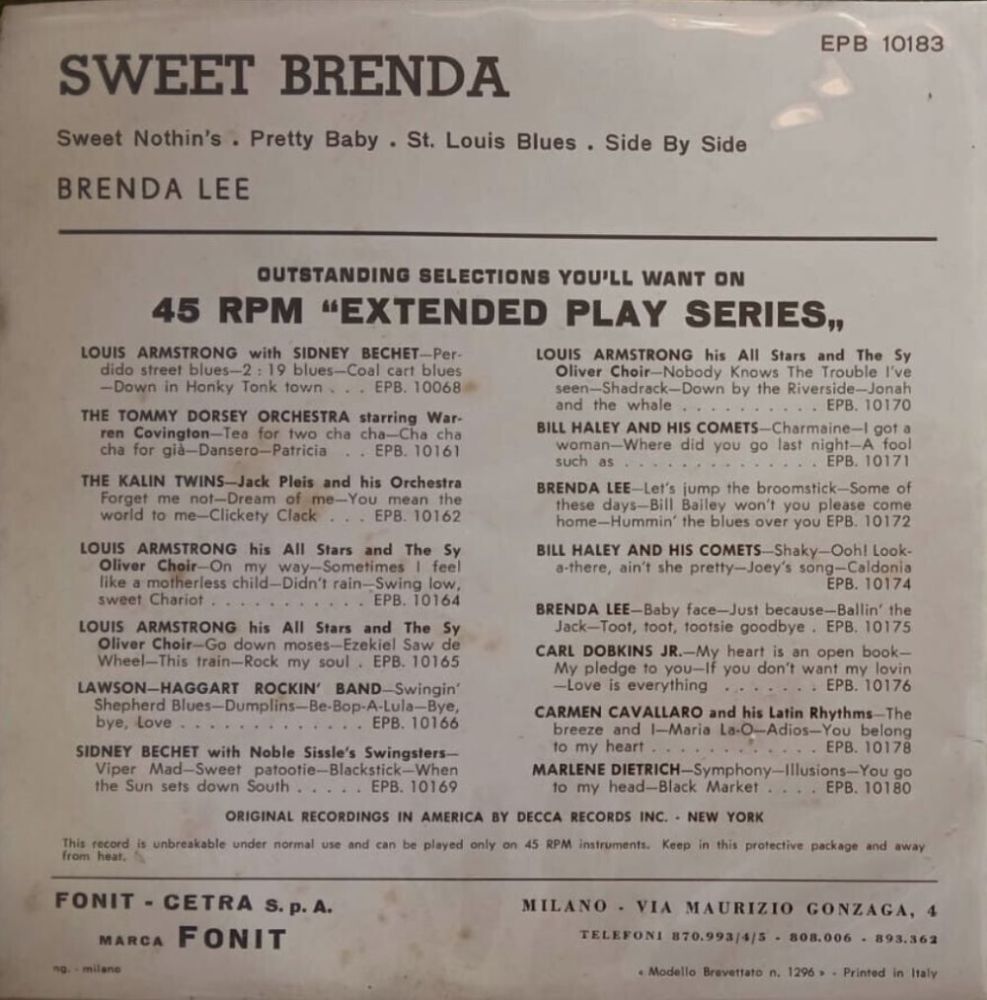 EPB 10183
SWEET BRENDA
Sweet Nothin's . Pretty Baby . St. Louis Blues . Side By Side
BRENDA LEE
OUTSTANDING SELECTIONS YOU'LL WANT ON
45 RPM “EXTENDED PLAY SERIES„
LOUIS ARMSTRONG with SIDNEY BECHET—Per-
dido street blues—2 : 19 blues—Coal cart blues
—Down in Honky Tonk town . . . EPB. 10068
THE TOMMY DORSEY ORCHESTRA starring War-
ren Covington—Tea for two cha cha—Cha cha
cha for già—Dansero—Patricia . . EPB. 10161
THE KALIN TWINS—Jack Pleis and his Orchestra
Forget me not—Dream of me—You mean the
world to me—Clickety Clack . . . EPB. 10162
LOUIS ARMSTRONG his All Stars and The Sy
Oliver Choir—On my way—Sometimes I feel
like a motherless child—Didn't rain—Swing low,
sweet Chariot . . . . . . . . . . . EPB. 10164
LOUIS ARMSTRONG his All Stars and The Sy
Oliver Choir—Go down moses—Ezekiel Saw de
Wheel—This train—Rock my soul . EPB. 10165
LAWSON—HAGGART ROCKIN' BAND—Swingin'
Shepherd Blues—Dumplins—Be-Bop-A-Lula—Bye,
bye, Love . . . . . . . . . . . . . EPB. 10166
SIDNEY BECHET with Noble Sissle's Swingsters—
Viper Mad—Sweet patootie—Blackstick—When
the Sun sets down South . . . . . EPB. 10169
LOUIS ARMSTRONG his All Stars and The Sy
Oliver Choir—Nobody Knows The Trouble I've
seen—Shadrack—Down by the Riverside—Jonah
and the whale . . . . . . . . . . EPB. 10170
BILL HALEY AND HIS COMETS—Charmaine—I got a
woman—Where did you go last night—A fool
such as . . . . . . . . . . . . . . EPB. 10171
BRENDA LEE—Let's jump the broomstick—Some of
these days—Bill Bailey won't you please come
home—Hummin' the blues over you EPB. 10172
BILL HALEY AND HIS COMETS—Shaky—Ooh! Look-
a-there, ain't she pretty—Joey's song—Caldonia
EPB. 10174
BRENDA LEE—Baby face—Just because—Ballin' the
Jack—Toot, toot, tootsie goodbye . EPB. 10175
CARL DOBKINS JR.—My heart is an open book—
My pledge to you—If you don't want my lovin
—Love is everything . . . . . . . EPB. 10176
CARMEN CAVALLARO and his Latin Rhythms—The
breeze and I—Maria La-O—Adios—You belong
to my heart . . . . . . . . . . . . EPB. 10178
MARLENE DIETRICH—Symphony—Illusions—You go
to my head—Black Market . . . . EPB. 10180
ORIGINAL RECORDINGS IN AMERICA BY DECCA RECORDS INC. - NEW YORK
This record is unbreakable under normal use and can be played only on 45 RPM instruments. Keep in this protective package and away
from heat.
FONIT - CETRA S. p. A.
MARCA FONIT
MILANO - VIA MAURIZIO GONZAGA, 4
TELEFONI 870.993/4/5 - 808.006 - 893.362
ng. - milano
« Modello Brevettato n. 1296 » - Printed in Italy